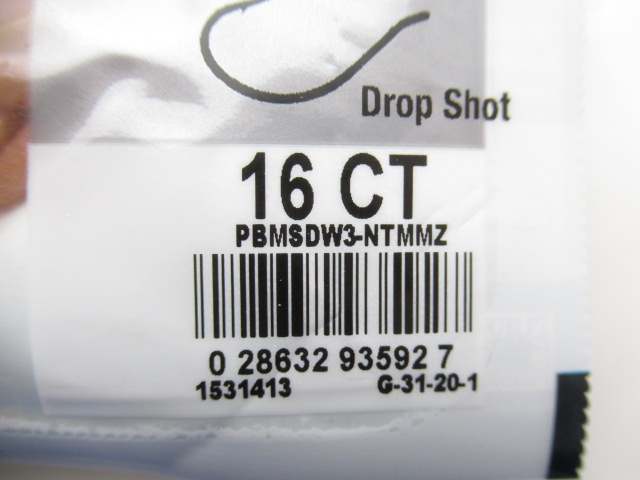 Drop Shot
16 CT
PBMSDW3-NTMMZ
0 28632 93592 7
1531413 G-31-20-1